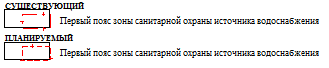 СУЩЕСТВУЮЩИЙ
Первый пояс зоны санитарной охраны источника водоснабжения
ПЛАНИРУЕМЫЙ
Первый пояс зоны санитарной охраны источника водоснабжения